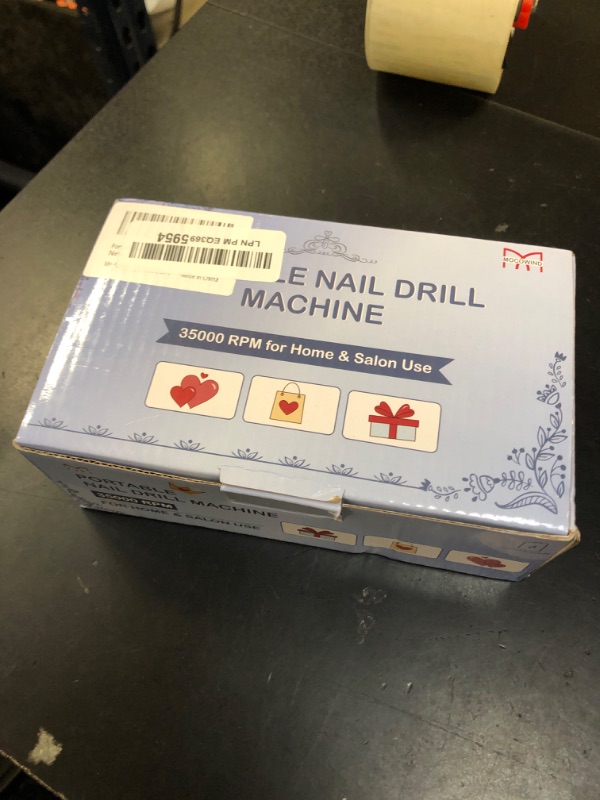 LPN PM EQ3695954
MOCOWIND
LE NAIL DRILL
MACHINE
35000 RPM for Home & Salon Use
PORTABLE
NAIL DRILL MACHINE
35000 RPM
FOR HOME & SALON USE